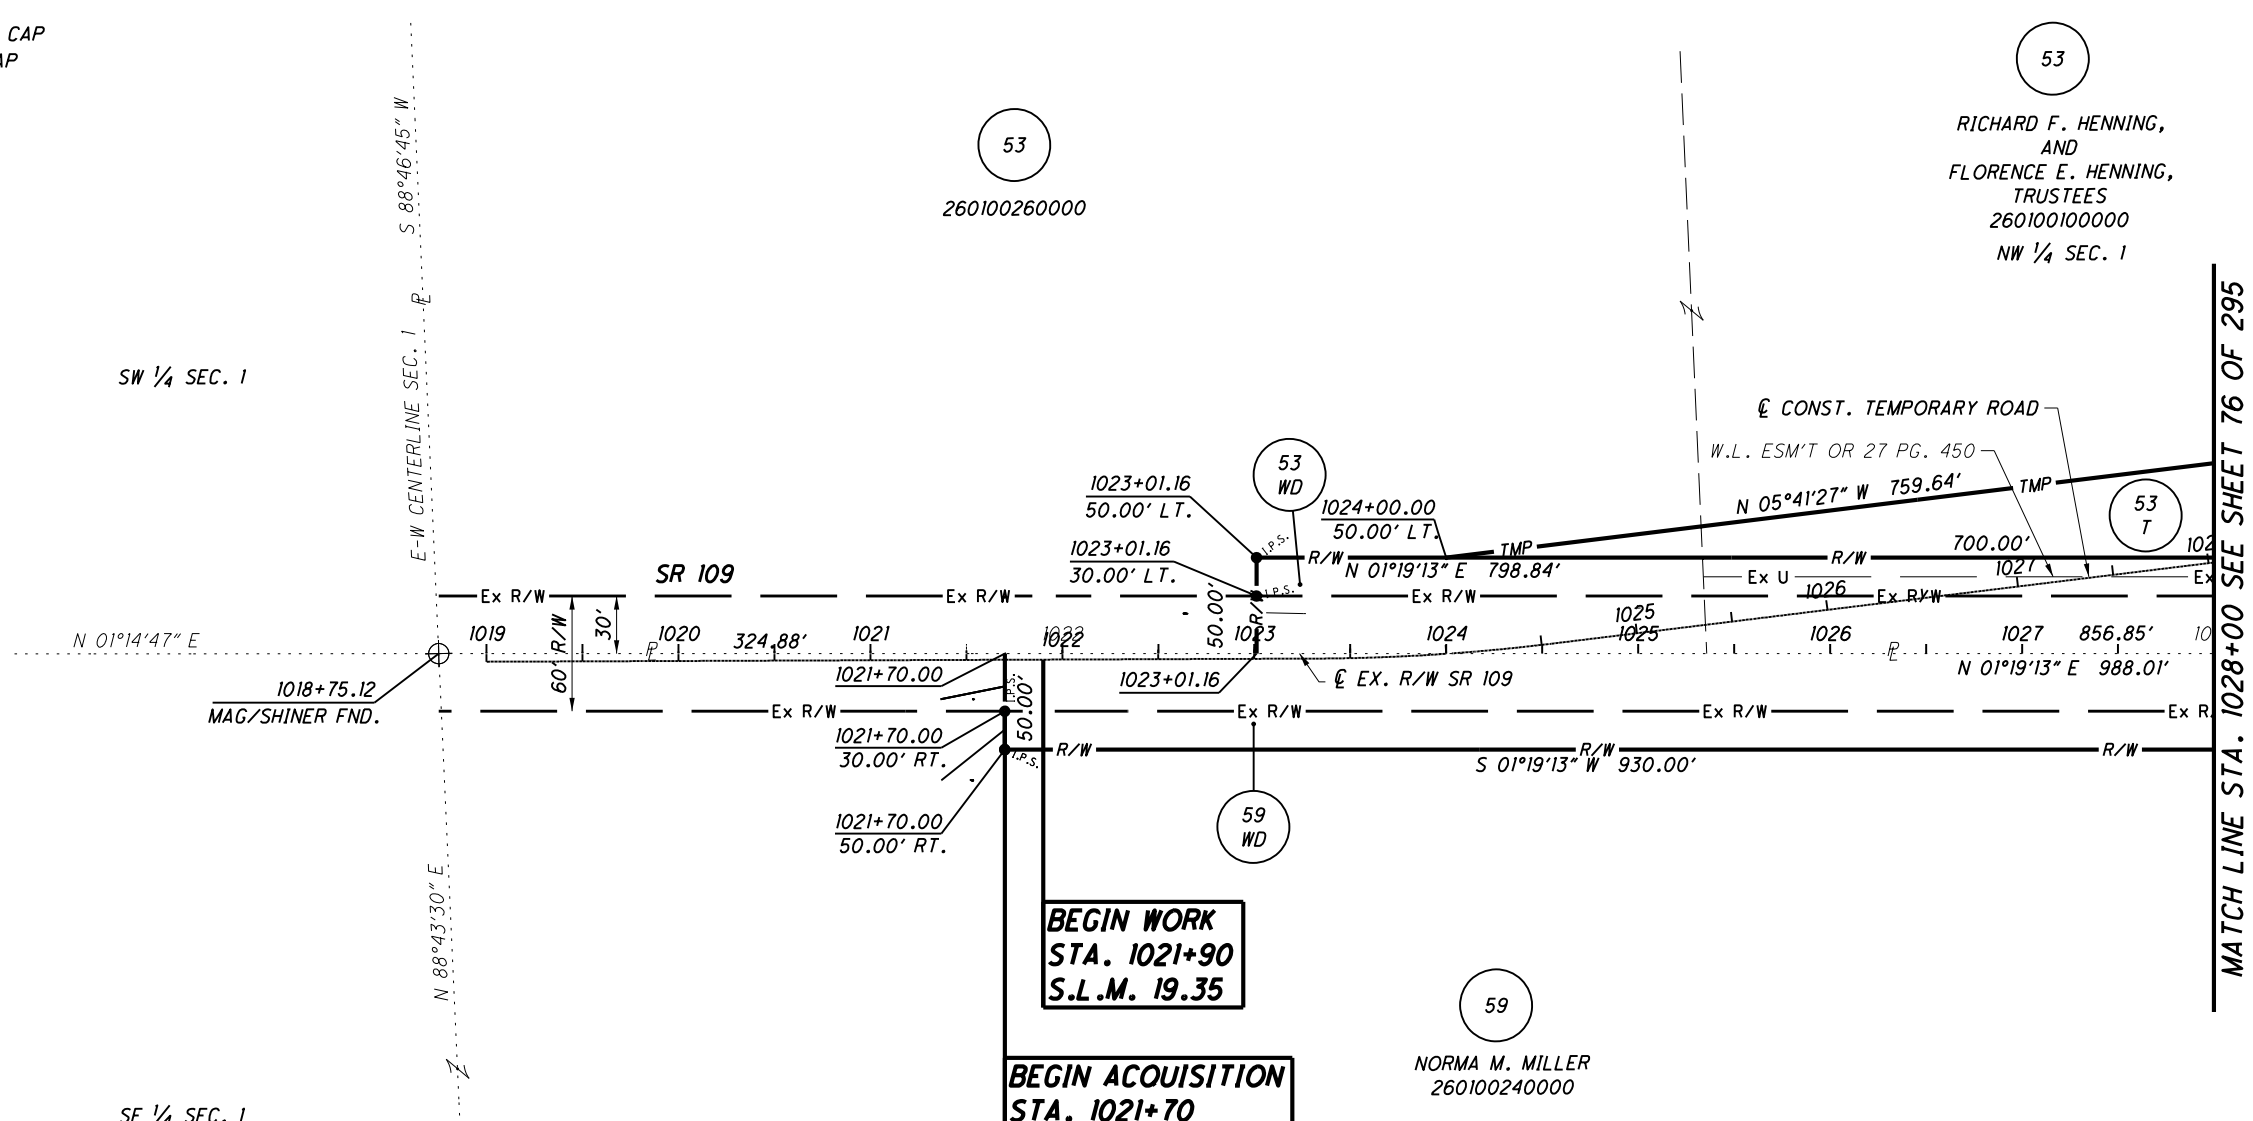 CAP
AP
S 88°46'45" W
E-W CENTERLINE SEC. 1
SW 1/4 SEC. 1
53
260100260000
53
RICHARD F. HENNING,
AND
FLORENCE E. HENNING,
TRUSTEES
260100100000
NW 1/4 SEC. 1
MATCH LINE STA. 1028+00 SEE SHEET 76 OF 295
℄ CONST. TEMPORARY ROAD
W.L. ESM'T OR 27 PG. 450
N 05°41'27" W 759.64'
TMP
53
T
53
WD
1023+01.16
50.00' LT.
1024+00.00
50.00' LT.
I.P.S.
R/W
TMP
R/W
700.00'
1023+01.16
30.00' LT.
N 01°19'13" E 798.84'
I.P.S.
Ex U
1027
Ex
SR 109
Ex R/W
Ex R/W
Ex R/W
Ex R/W
1025
1026
50.00'
R/
60' R/W
30'
N 01°14'47" E
1019
1020
324.88'
1021
1022
1022
1023
1024
1025
1026
1027
856.85'
N 01°19'13" E 988.01'
1018+75.12
MAG/SHINER FND.
1021+70.00
1023+01.16
℄ EX. R/W SR 109
I.P.S.
50.00'
Ex R/W
Ex R/W
Ex R/W
Ex R
1021+70.00
30.00' RT.
I.P.S.
R/W
R/W
R/W
S 01°19'13" W 930.00'
1021+70.00
50.00' RT.
59
WD
N 88°43'30" E
BEGIN WORK
STA. 1021+90
S.L.M. 19.35
59
NORMA M. MILLER
260100240000
BEGIN ACQUISITION
STA. 1021+70
SE 1/4 SEC. 1